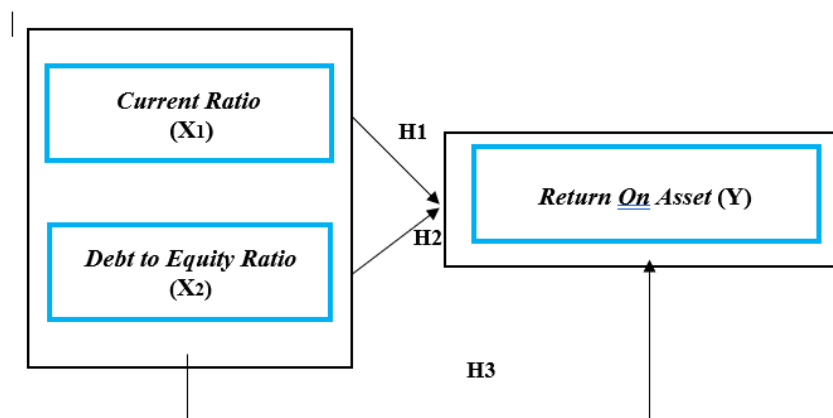 Current Ratio
(X1)
H1
Return On Asset (Y)
H2
Debt to Equity Ratio
(X2)
H3